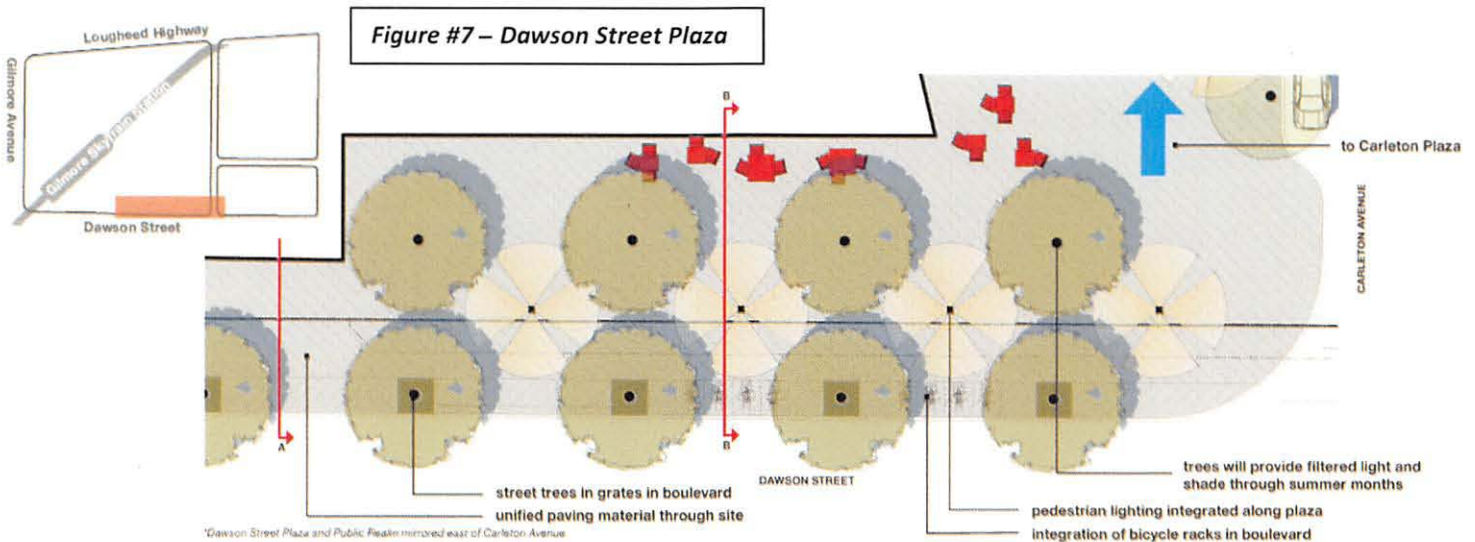 Figure #7 – Dawson Street Plaza
Lougheed Highway
Gilmore Avenue
Gilmore SkyTrain Station
Dawson Street
B
to Carleton Plaza
CARLETON AVENUE
A
B
DAWSON STREET
street trees in grates in boulevard
unified paving material through site
trees will provide filtered light and
shade through summer months
pedestrian lighting integrated along plaza
integration of bicycle racks in boulevard
*Dawson Street Plaza and Public Realm mirrored east of Carleton Avenue